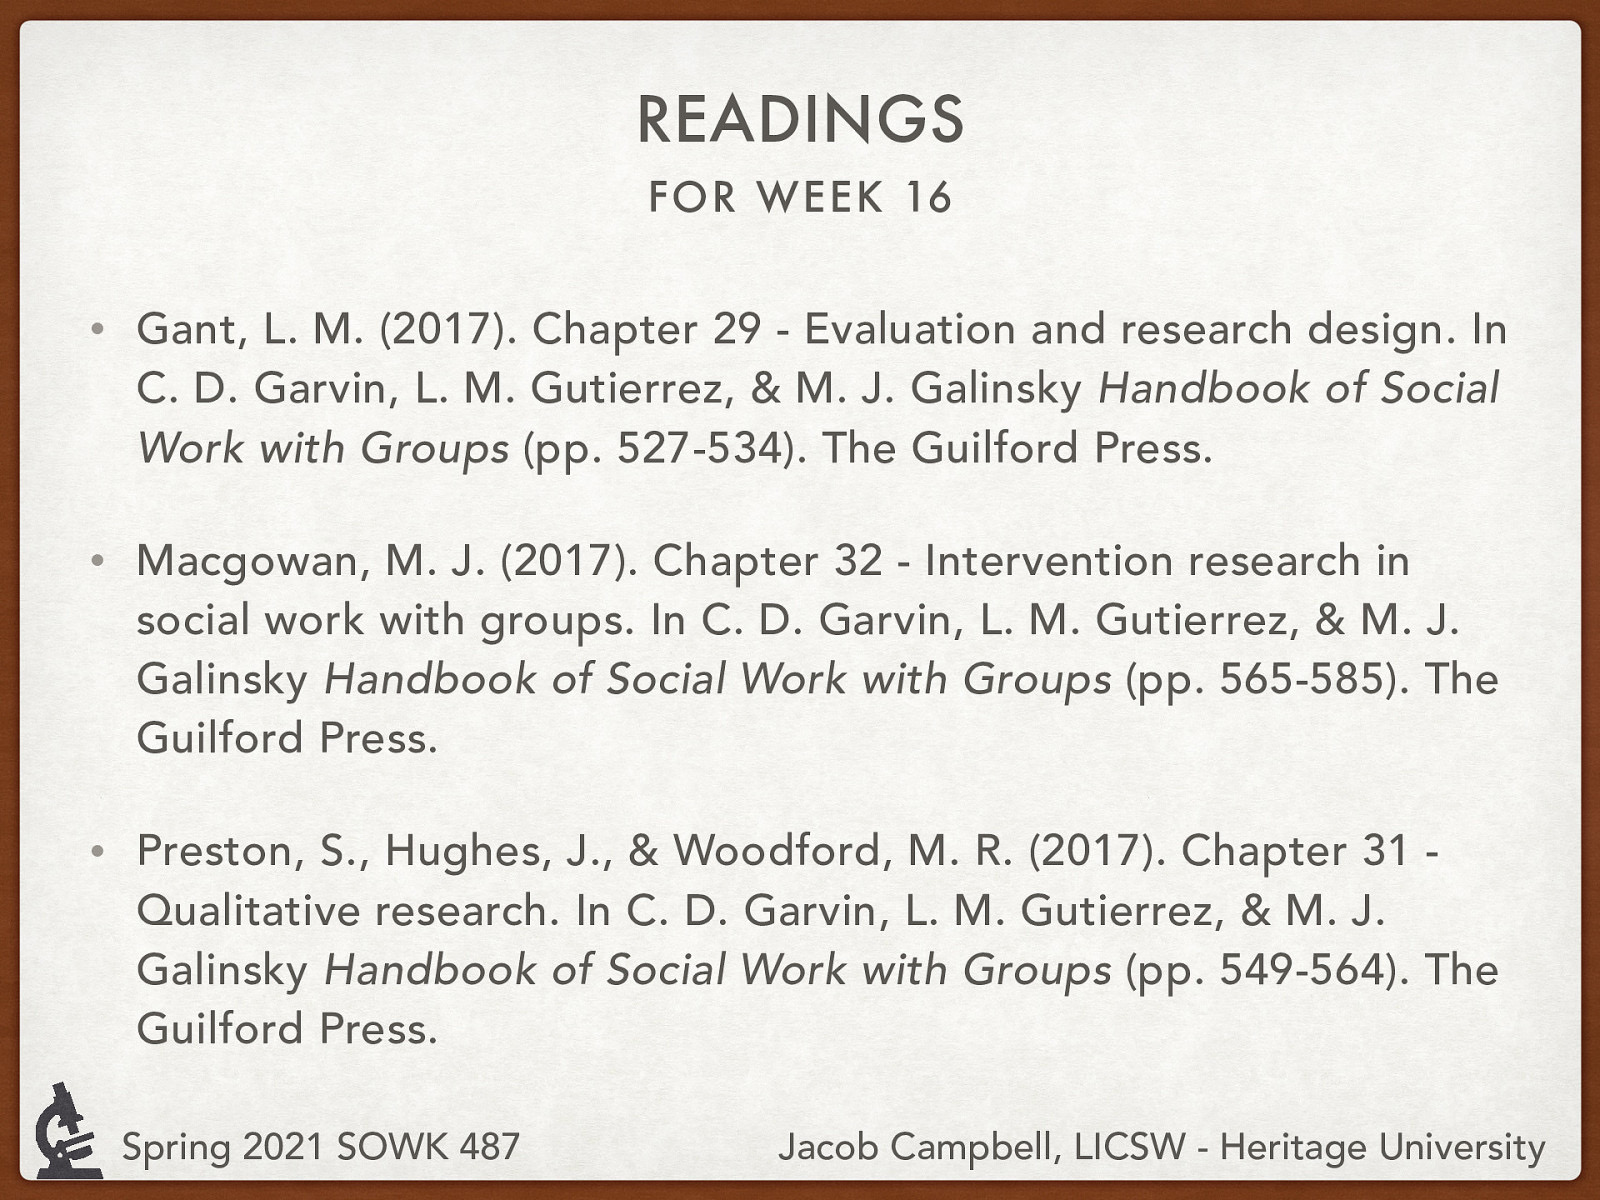 READINGS
FOR WEEK 16
• Gant, L. M. (2017). Chapter 29 - Evaluation and research design. In
C. D. Garvin, L. M. Gutierrez, & M. J. Galinsky Handbook of Social
Work with Groups (pp. 527-534). The Guilford Press.
• Macgowan, M. J. (2017). Chapter 32 - Intervention research in
social work with groups. In C. D. Garvin, L. M. Gutierrez, & M. J.
Galinsky Handbook of Social Work with Groups (pp. 565-585). The
Guilford Press.
• Preston, S., Hughes, J., & Woodford, M. R. (2017). Chapter 31 -
Qualitative research. In C. D. Garvin, L. M. Gutierrez, & M. J.
Galinsky Handbook of Social Work with Groups (pp. 549-564). The
Guilford Press.
Spring 2021 SOWK 487
Jacob Campbell, LICSW - Heritage University